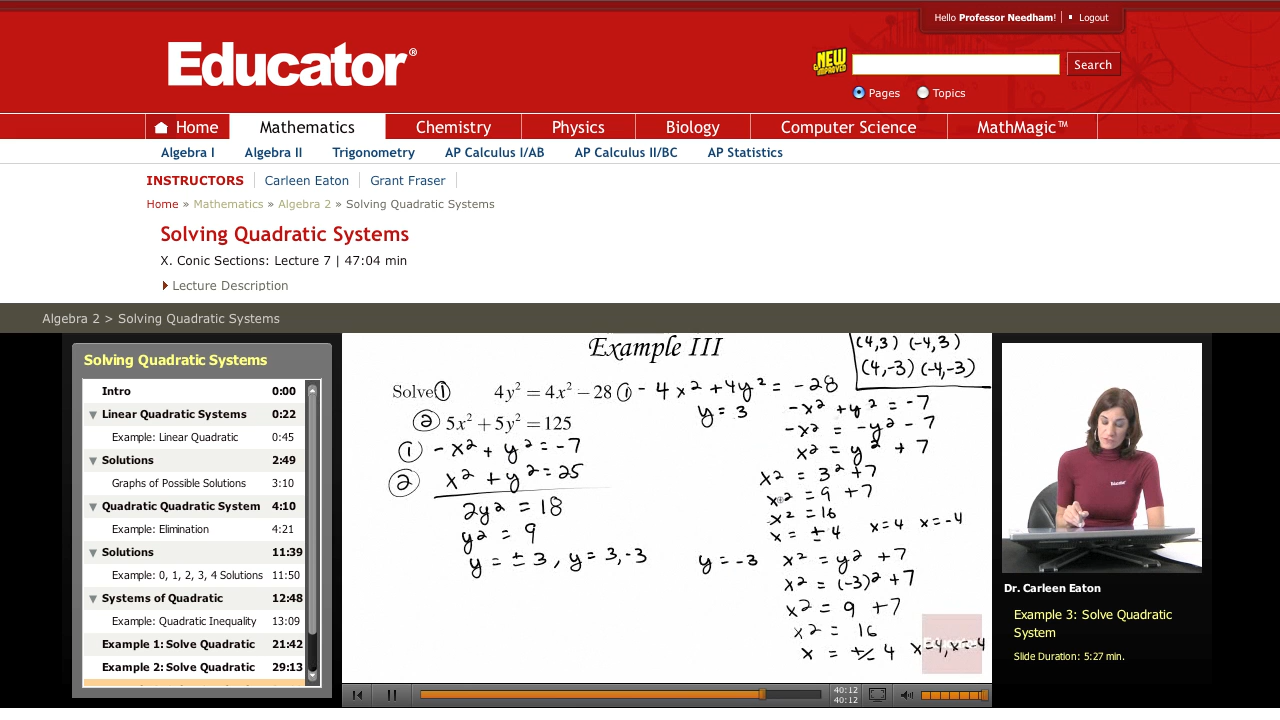 Hello Professor Needham! Logout
Educator®
NEW
& IMPROVED
Search
Pages Topics
Home Mathematics Chemistry Physics Biology Computer Science MathMagic™
Algebra I Algebra II Trigonometry AP Calculus I/AB AP Calculus II/BC AP Statistics
INSTRUCTORS Carleen Eaton Grant Fraser
Home » Mathematics » Algebra 2 » Solving Quadratic Systems
Solving Quadratic Systems
X. Conic Sections: Lecture 7 | 47:04 min
Lecture Description
Algebra 2 > Solving Quadratic Systems
Solving Quadratic Systems
Intro 0:00
Linear Quadratic Systems 0:22
Example: Linear Quadratic 0:45
Solutions 2:49
Graphs of Possible Solutions 3:10
Quadratic Quadratic System 4:10
Example: Elimination 4:21
Solutions 11:39
Example: 0, 1, 2, 3, 4 Solutions 11:50
Systems of Quadratic 12:48
Example: Quadratic Inequality 13:09
Example 1: Solve Quadratic 21:42
Example 2: Solve Quadratic 29:13
Example III
(4,3) (-4,3)
(4,-3) (-4,-3)
Solve ① 4y² = 4x² − 28 ① -4x² + 4y² = -28
② 5x² + 5y² = 125
① -x² + y² = -7
② x² + y² = 25
2y² = 18
y² = 9
y = ±3, y = 3,-3
y = 3
-x² + y² = -7
-x² = -y² - 7
x² = y² + 7
x² = 3² + 7
x² = 9 + 7
x² = 16
x = ±4 x=4 x=-4
y = -3 x² = y² + 7
x² = (-3)² + 7
x² = 9 + 7
x² = 16
x = +/- 4 x=4, x=-4
40:12
40:12
Educator
Dr. Carleen Eaton
Example 3: Solve Quadratic
System
Slide Duration: 5:27 min.